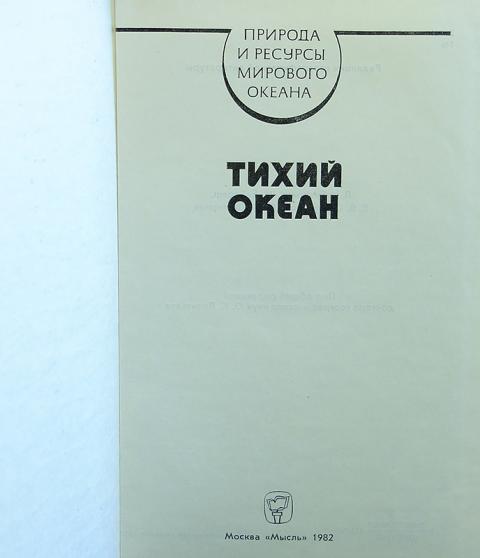 ПРИРОДА
И РЕСУРСЫ
МИРОВОГО
ОКЕАНА
ТИХИЙ
ОКЕАН
Москва «Мысль» 1982